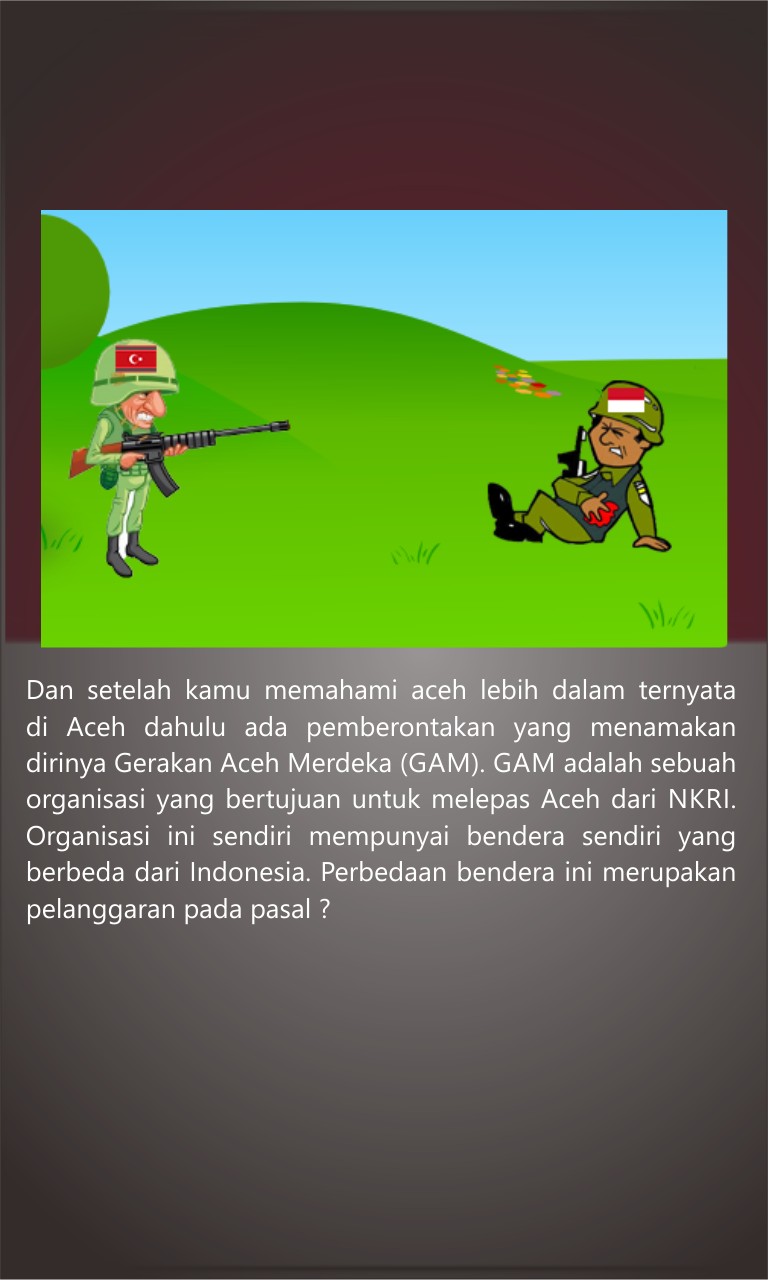 Dan setelah kamu memahami aceh lebih dalam ternyata
di Aceh dahulu ada pemberontakan yang menamakan
dirinya Gerakan Aceh Merdeka (GAM). GAM adalah sebuah
organisasi yang bertujuan untuk melepas Aceh dari NKRI.
Organisasi ini sendiri mempunyai bendera sendiri yang
berbeda dari Indonesia. Perbedaan bendera ini merupakan
pelanggaran pada pasal ?